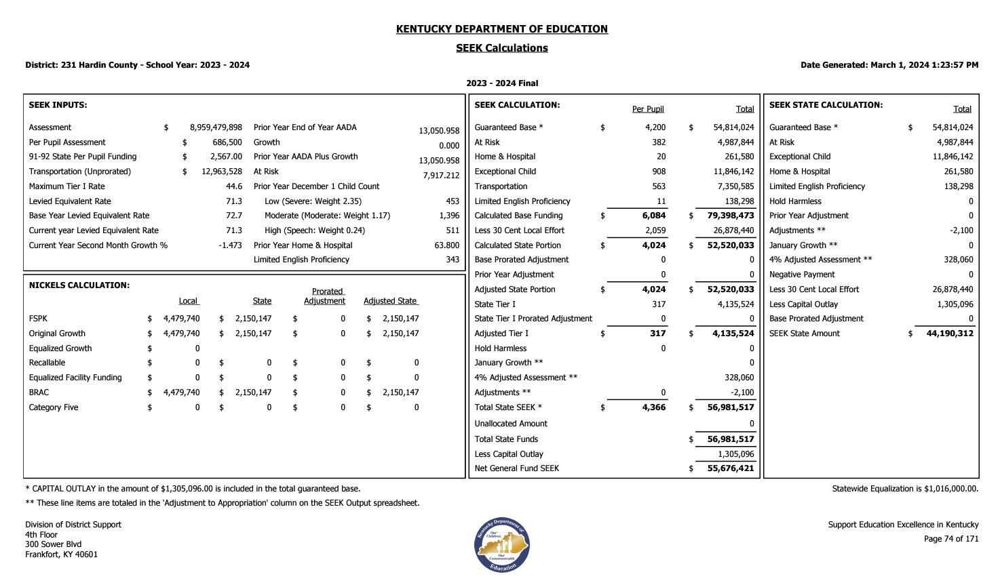 KENTUCKY DEPARTMENT OF EDUCATION
SEEK Calculations
District: 231 Hardin County - School Year: 2023 - 2024
Date Generated: March 1, 2024 1:23:57 PM
2023 - 2024 Final
SEEK INPUTS:
Assessment $ 8,959,479,898 Prior Year End of Year AADA 13,050.958
Per Pupil Assessment $ 686,500 Growth 0.000
91-92 State Per Pupil Funding $ 2,567.00 Prior Year AADA Plus Growth 13,050.958
Transportation (Unprorated) $ 12,963,528 At Risk 7,917.212
Maximum Tier I Rate 44.6 Prior Year December 1 Child Count
Levied Equivalent Rate 71.3 Low (Severe: Weight 2.35) 453
Base Year Levied Equivalent Rate 72.7 Moderate (Moderate: Weight 1.17) 1,396
Current year Levied Equivalent Rate 71.3 High (Speech: Weight 0.24) 511
Current Year Second Month Growth % -1.473 Prior Year Home & Hospital 63.800
Limited English Proficiency 343
NICKELS CALCULATION:
Local State Prorated Adjustment Adjusted State
FSPK $ 4,479,740 $ 2,150,147 $ 0 $ 2,150,147
Original Growth $ 4,479,740 $ 2,150,147 $ 0 $ 2,150,147
Equalized Growth $ 0
Recallable $ 0 $ 0 $ 0 $ 0
Equalized Facility Funding $ 0 $ 0 $ 0 $ 0
BRAC $ 4,479,740 $ 2,150,147 $ 0 $ 2,150,147
Category Five $ 0 $ 0 $ 0 $ 0
SEEK CALCULATION: Per Pupil Total
Guaranteed Base * $ 4,200 $ 54,814,024
At Risk 382 4,987,844
Home & Hospital 20 261,580
Exceptional Child 908 11,846,142
Transportation 563 7,350,585
Limited English Proficiency 11 138,298
Calculated Base Funding $ 6,084 $ 79,398,473
Less 30 Cent Local Effort 2,059 26,878,440
Calculated State Portion $ 4,024 $ 52,520,033
Base Prorated Adjustment 0 0
Prior Year Adjustment 0 0
Adjusted State Portion $ 4,024 $ 52,520,033
State Tier I 317 4,135,524
State Tier I Prorated Adjustment 0 0
Adjusted Tier I $ 317 $ 4,135,524
Hold Harmless 0 0
January Growth ** 0
4% Adjusted Assessment ** 328,060
Adjustments ** 0 -2,100
Total State SEEK * $ 4,366 $ 56,981,517
Unallocated Amount 0
Total State Funds $ 56,981,517
Less Capital Outlay 1,305,096
Net General Fund SEEK $ 55,676,421
SEEK STATE CALCULATION: Total
Guaranteed Base * $ 54,814,024
At Risk 4,987,844
Exceptional Child 11,846,142
Home & Hospital 261,580
Limited English Proficiency 138,298
Hold Harmless 0
Prior Year Adjustment 0
Adjustments ** -2,100
January Growth ** 0
4% Adjusted Assessment ** 328,060
Negative Payment 0
Less 30 Cent Local Effort 26,878,440
Less Capital Outlay 1,305,096
Base Prorated Adjustment 0
SEEK State Amount $ 44,190,312
* CAPITAL OUTLAY in the amount of $1,305,096.00 is included in the total guaranteed base.
Statewide Equalization is $1,016,000.00.
** These line items are totaled in the 'Adjustment to Appropriation' column on the SEEK Output spreadsheet.
Division of District Support
4th Floor
300 Sower Blvd
Frankfort, KY 40601
Kentucky Department of
Our
Children,
Our
Commonwealth
Education
Support Education Excellence in Kentucky
Page 74 of 171